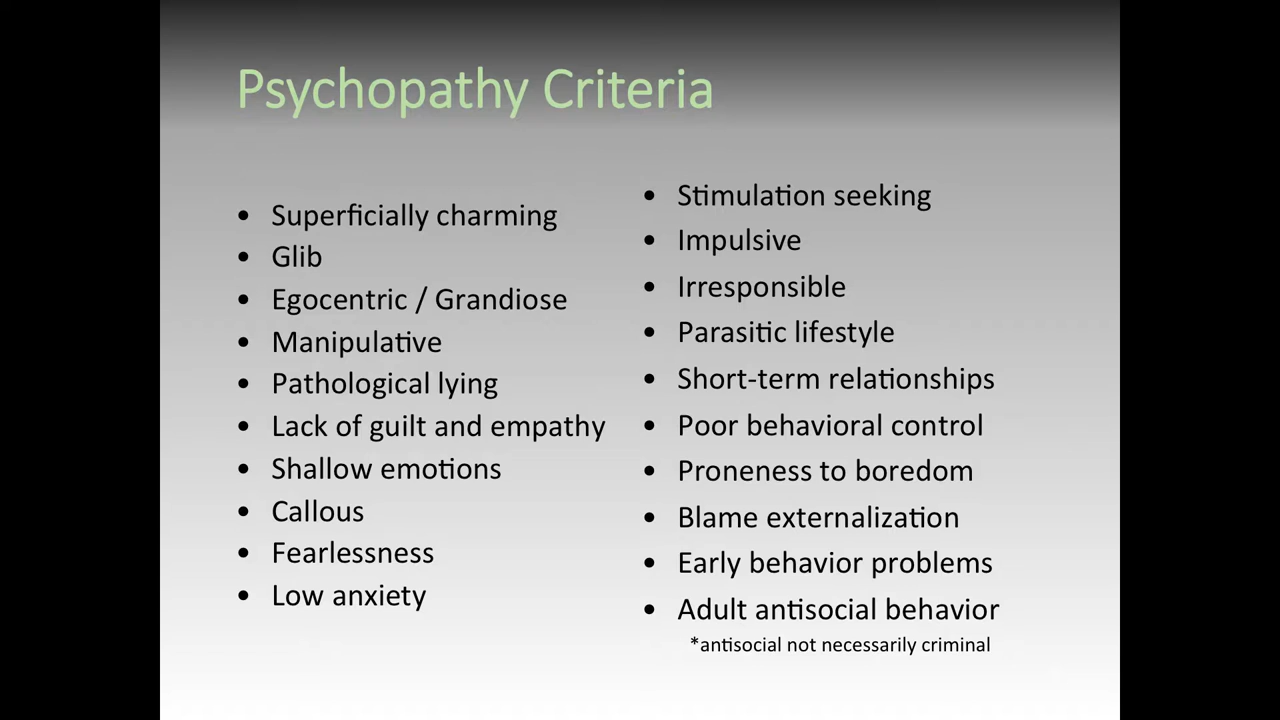 Psychopathy Criteria
• Superficially charming
• Glib
• Egocentric / Grandiose
• Manipulative
• Pathological lying
• Lack of guilt and empathy
• Shallow emotions
• Callous
• Fearlessness
• Low anxiety
• Stimulation seeking
• Impulsive
• Irresponsible
• Parasitic lifestyle
• Short-term relationships
• Poor behavioral control
• Proneness to boredom
• Blame externalization
• Early behavior problems
• Adult antisocial behavior
*antisocial not necessarily criminal